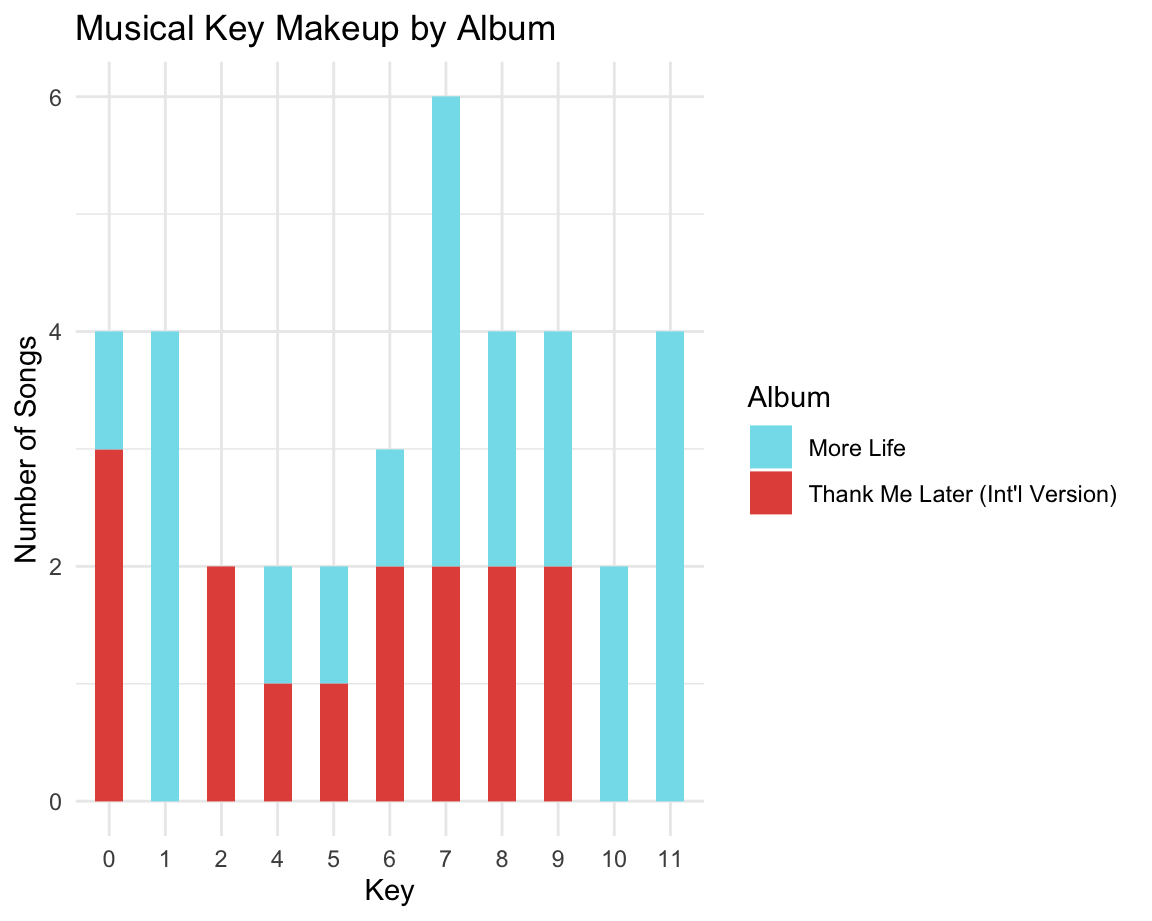 Musical Key Makeup by Album
Number of Songs
6
4
2
0
0 1 2 4 5 6 7 8 9 10 11
Key
Album
More Life
Thank Me Later (Int'l Version)